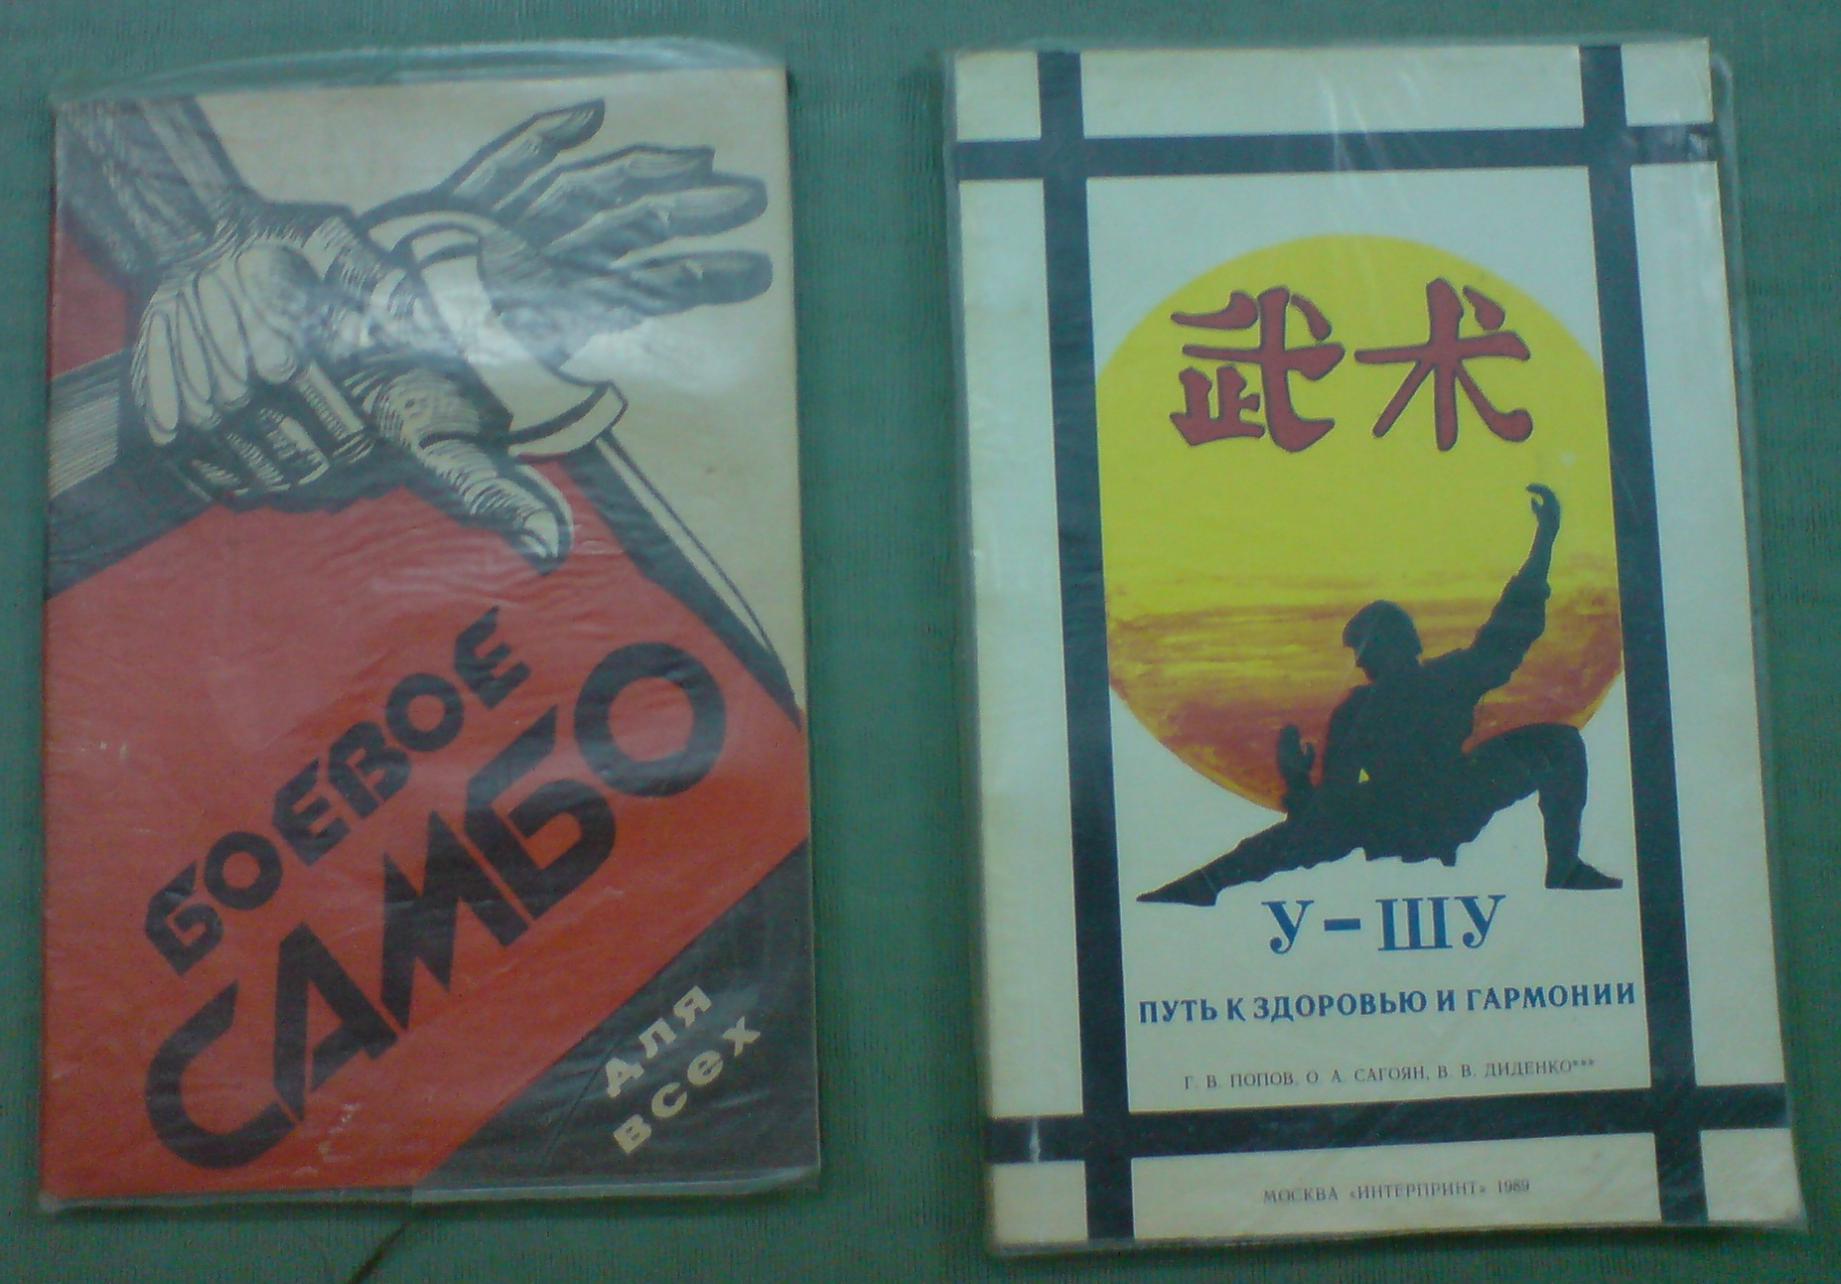 БОЕВОЕ
САМБО
ДЛЯ
ВСЕХ
武术
У-ШУ
ПУТЬ К ЗДОРОВЬЮ И ГАРМОНИИ
Г. В. ПОПОВ, О. А. САГОЯН, В. В. ДИДЕНКО***
МОСКВА «ИНТЕРПРИНТ» 1989